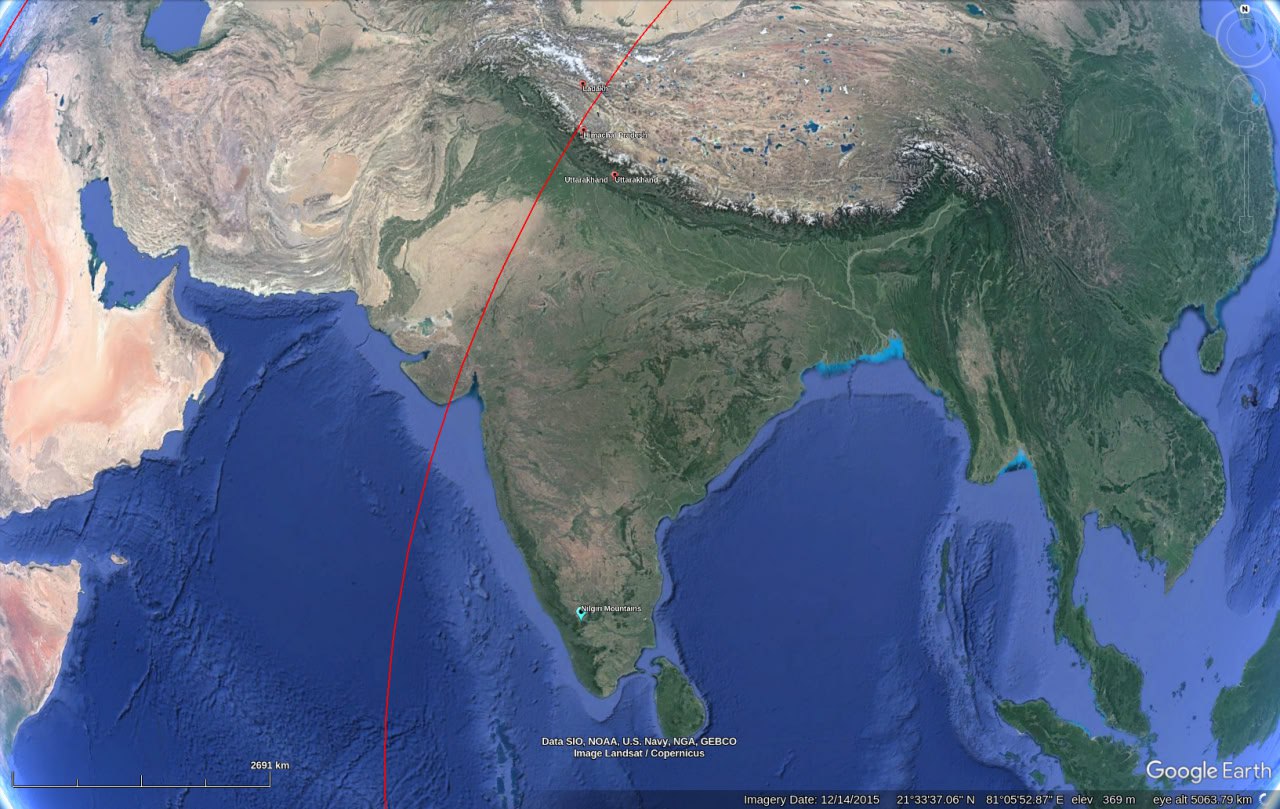 N
Ladakh
Himachal Pradesh
Uttarakhand Uttarakhand
Nilgiri Mountains
Data SIO, NOAA, U.S. Navy, NGA, GEBCO
Image Landsat / Copernicus
2691 km
Google Earth
Imagery Date: 12/14/2015 21°33'37.06" N 81°05'52.87" E elev 369 m eye alt 5063.79 km